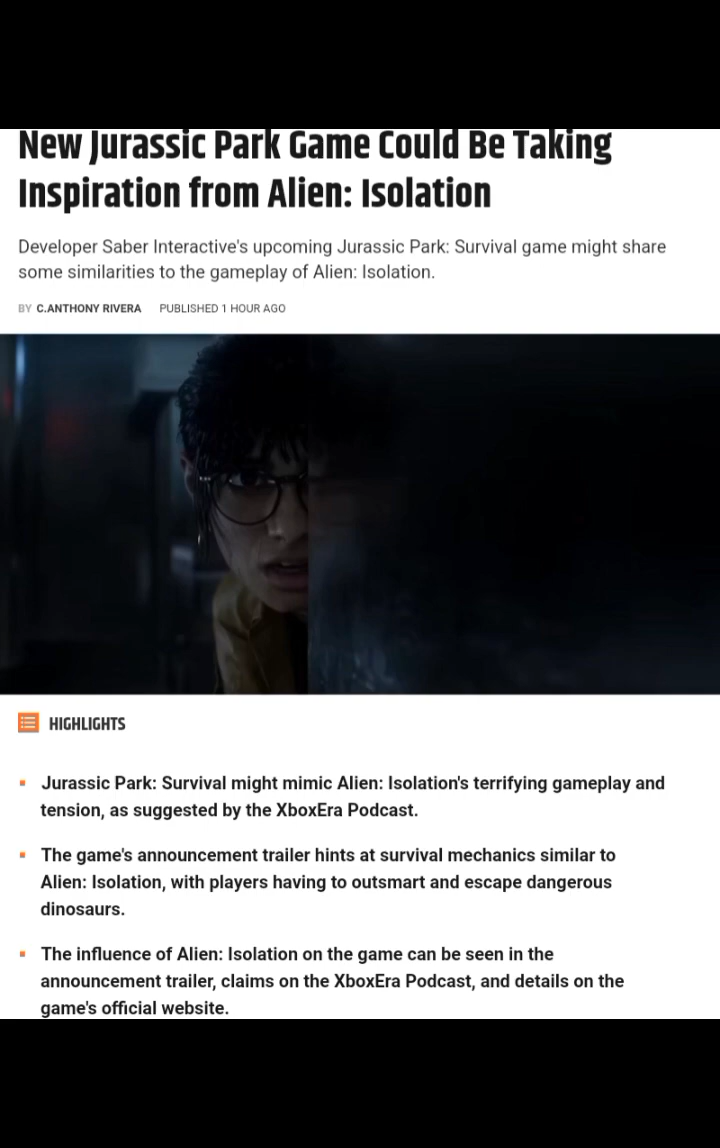 New Jurassic Park Game Could Be Taking
Inspiration from Alien: Isolation
Developer Saber Interactive's upcoming Jurassic Park: Survival game might share
some similarities to the gameplay of Alien: Isolation.
BY C.ANTHONY RIVERA PUBLISHED 1 HOUR AGO
HIGHLIGHTS
Jurassic Park: Survival might mimic Alien: Isolation's terrifying gameplay and
tension, as suggested by the XboxEra Podcast.
The game's announcement trailer hints at survival mechanics similar to
Alien: Isolation, with players having to outsmart and escape dangerous
dinosaurs.
The influence of Alien: Isolation on the game can be seen in the
announcement trailer, claims on the XboxEra Podcast, and details on the
game's official website.